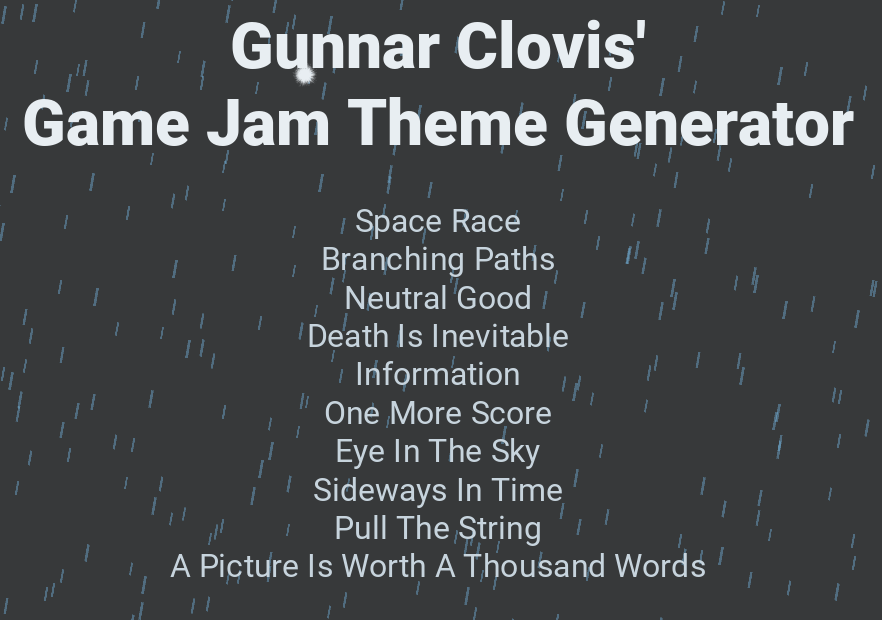 Gunnar Clovis'
Game Jam Theme Generator
Space Race
Branching Paths
Neutral Good
Death Is Inevitable
Information
One More Score
Eye In The Sky
Sideways In Time
Pull The String
A Picture Is Worth A Thousand Words